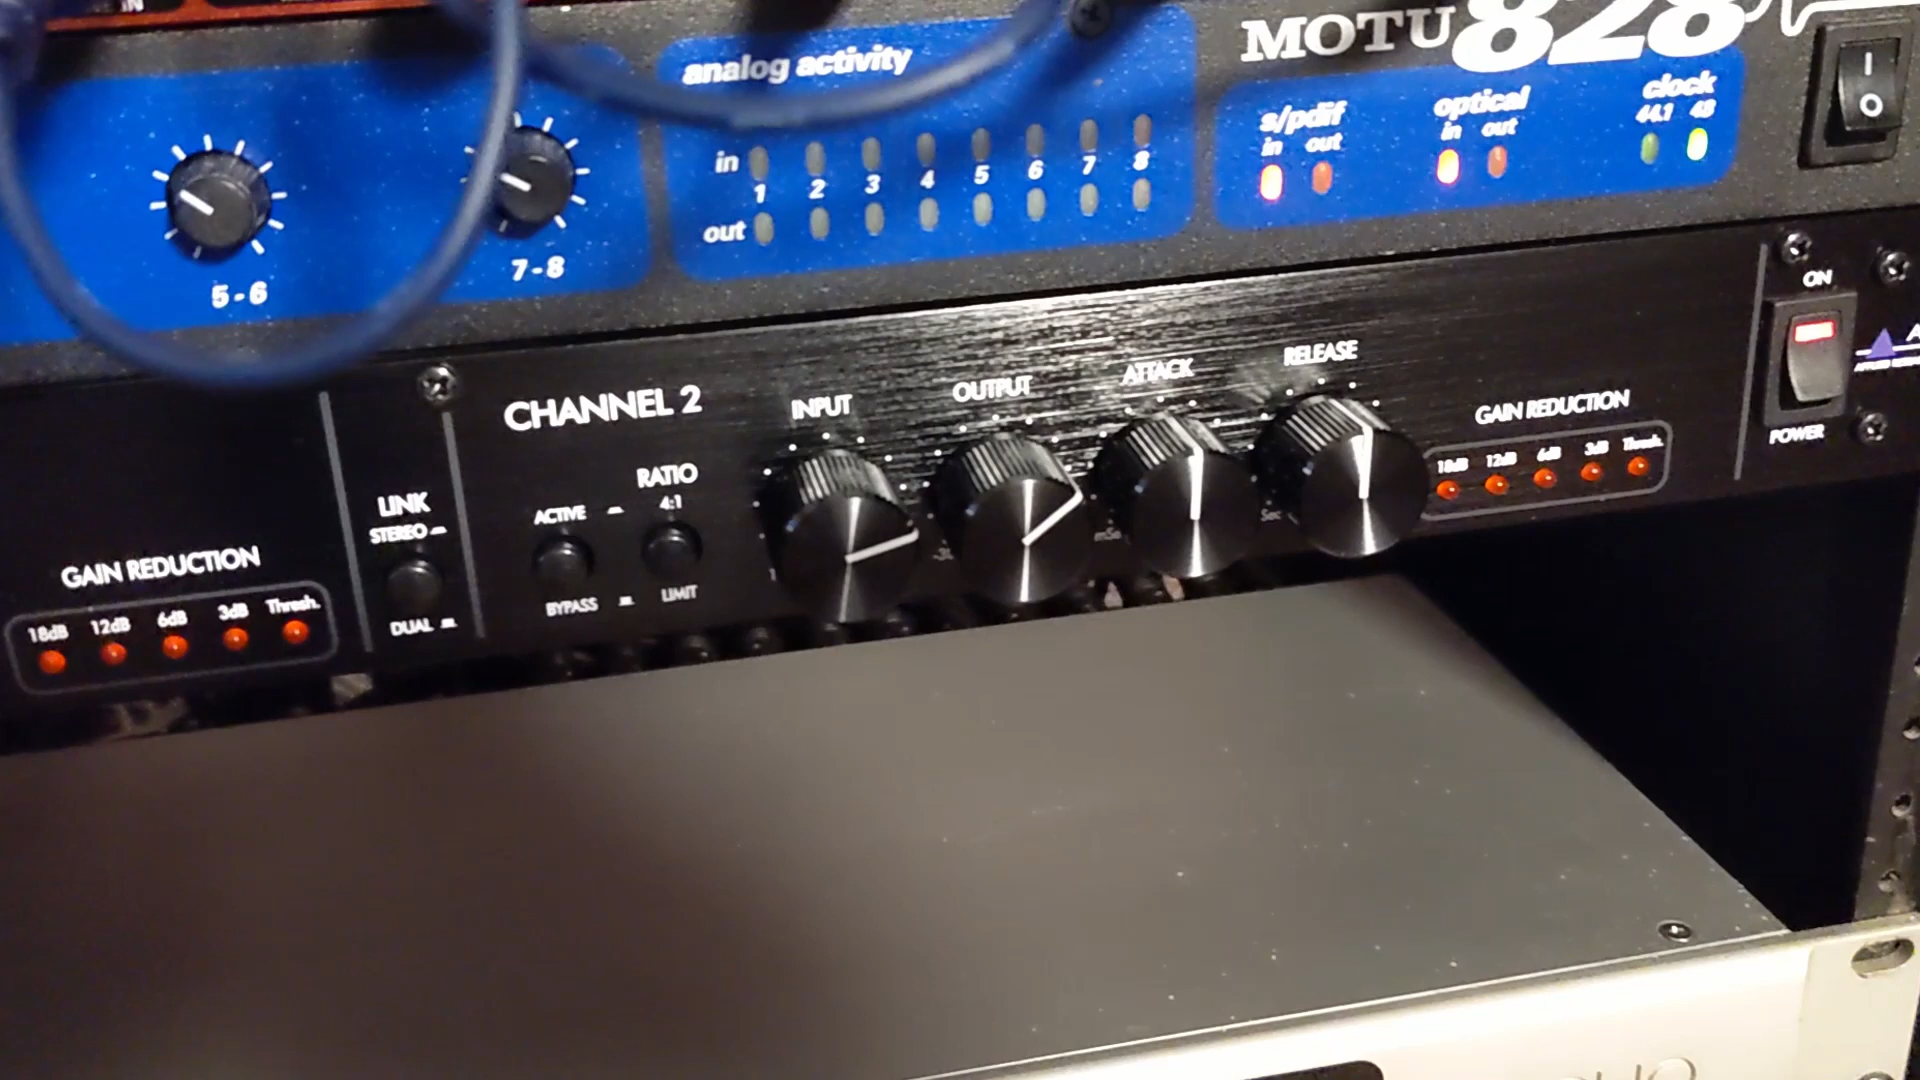 IN
MOTU 828
analog activity
in
1 2 3 4 5 6 7 8
out
s/pdif
in out
optical
in out
clock
44.1 48
I
O
5-6
7-8
CHANNEL 2
INPUT
OUTPUT
ATTACK
RELEASE
GAIN REDUCTION
18dB 12dB 6dB 3dB Thresh.
ON
POWER
LINK
STEREO
DUAL
ACTIVE
BYPASS
RATIO
4:1
LIMIT
Sec
GAIN REDUCTION
18dB 12dB 6dB 3dB Thresh.